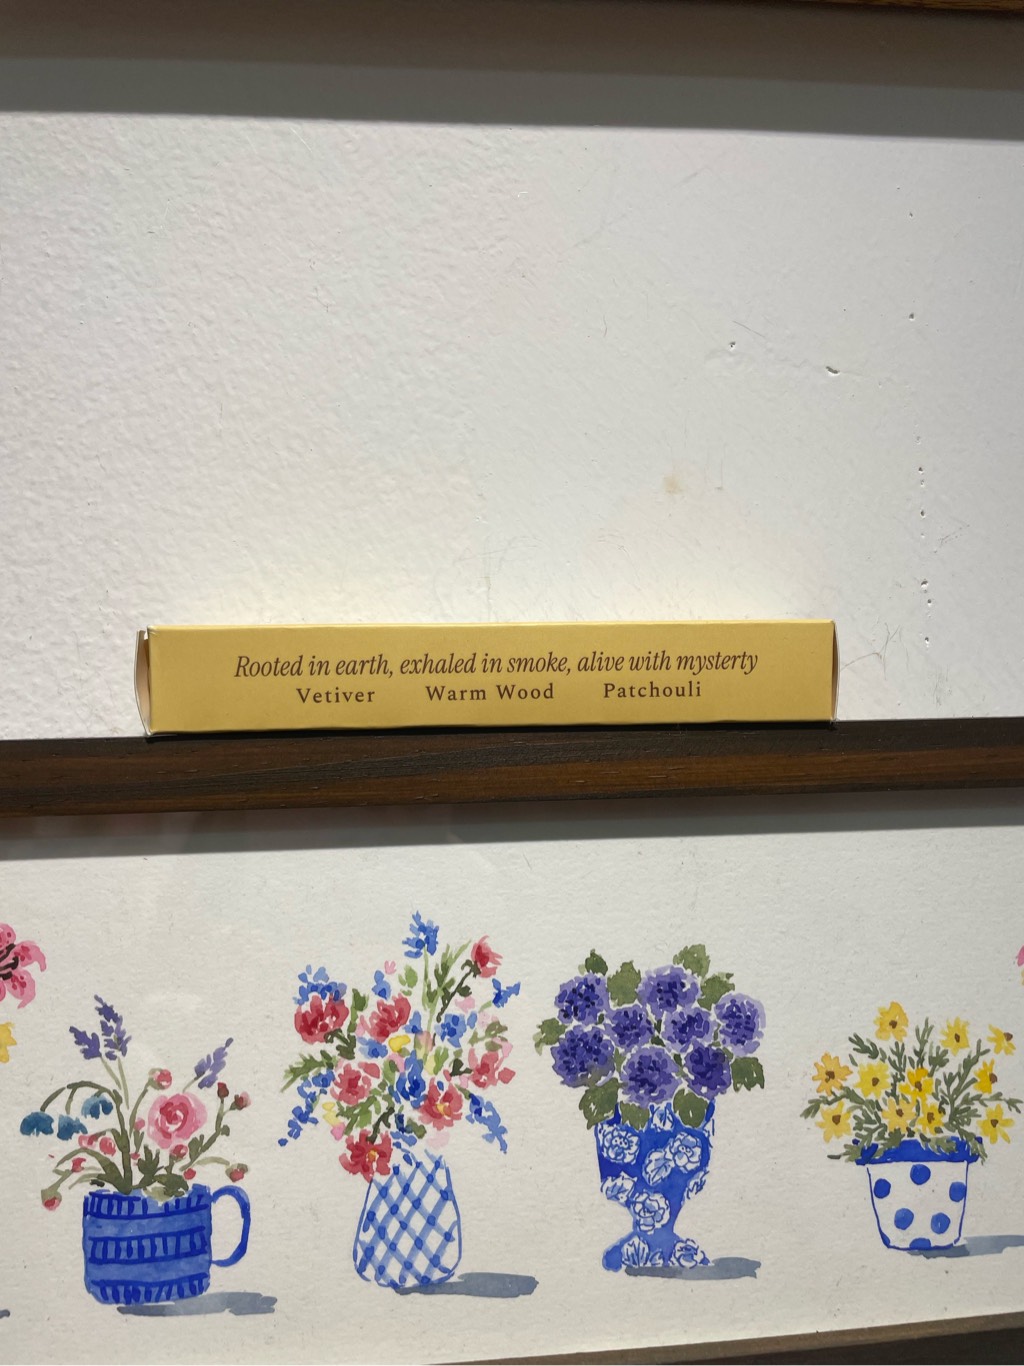 Rooted in earth, exhaled in smoke, alive with mysterty
Vetiver Warm Wood Patchouli